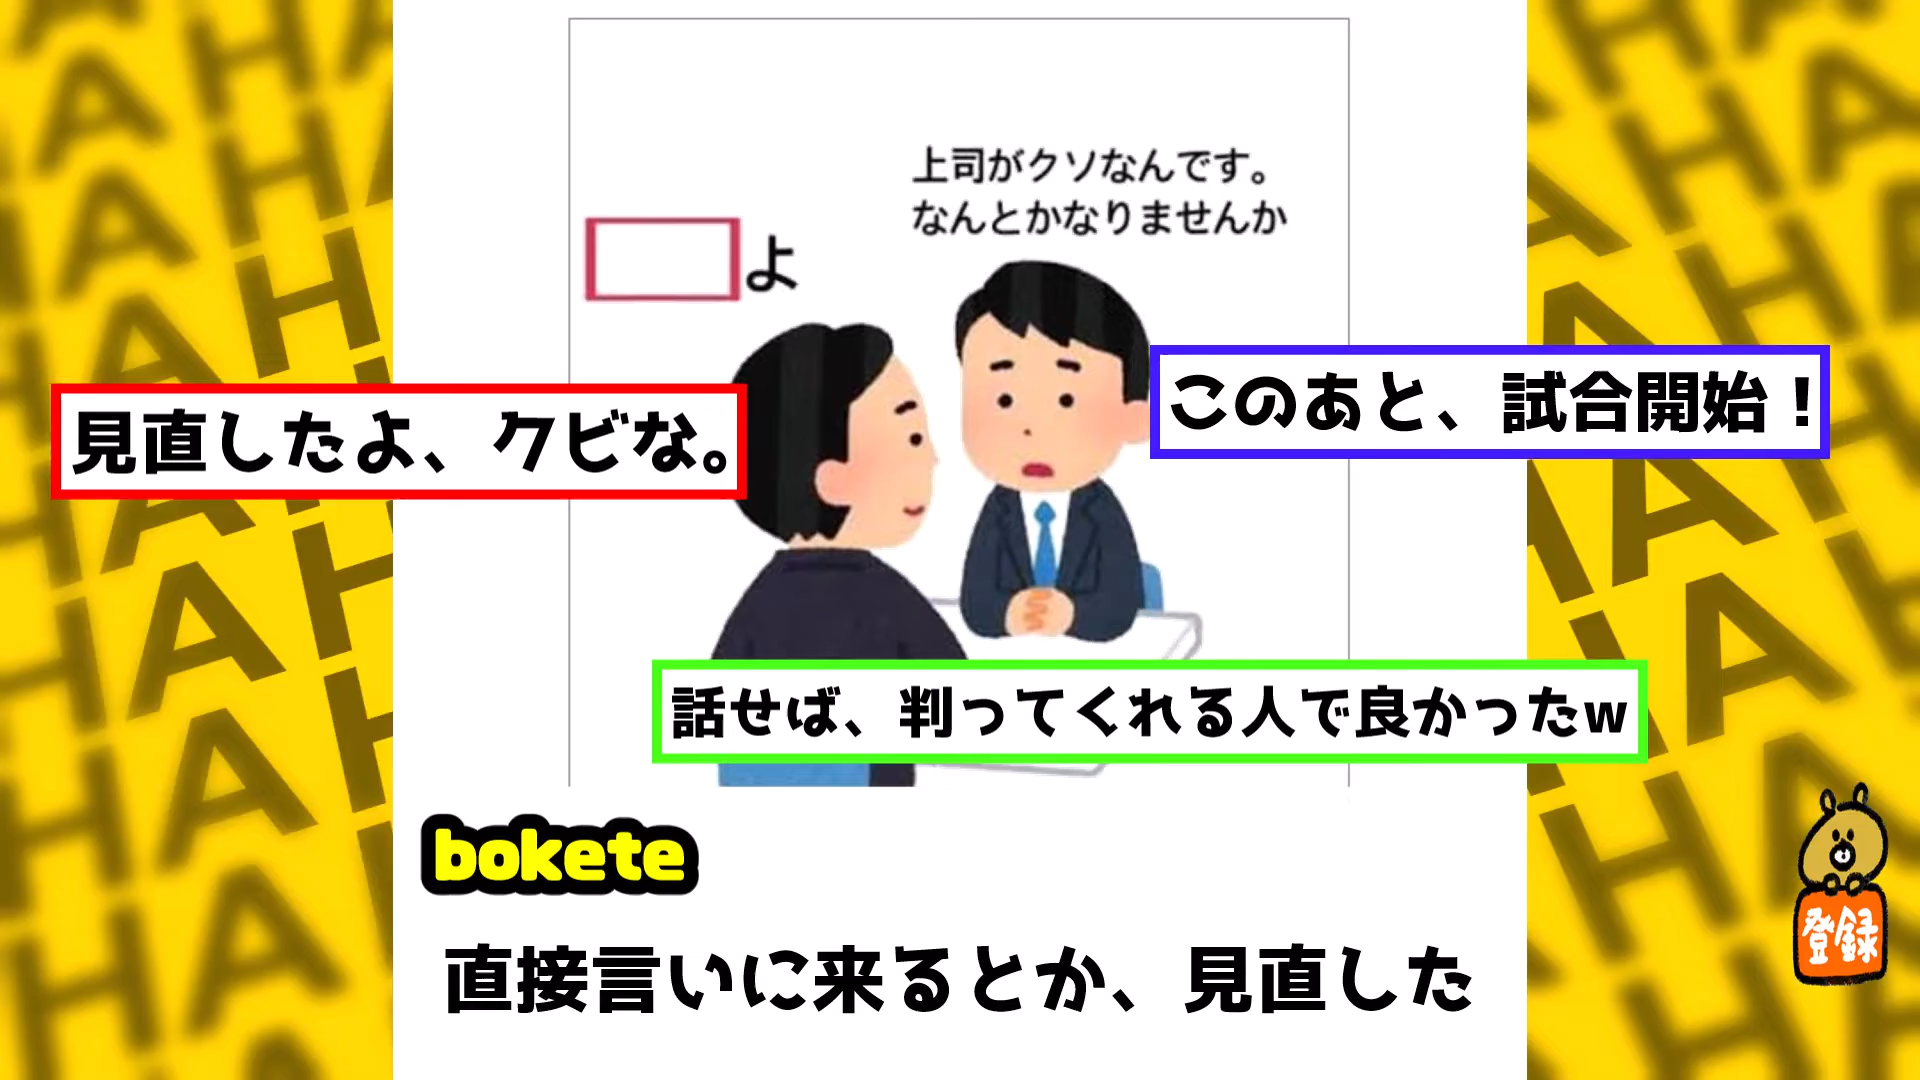 上司がクソなんです。
なんとかなりませんか
よ
見直したよ、クビな。
このあと、試合開始！
話せば、判ってくれる人で良かったw
bokete
直接言いに来るとか、見直した
登録
HAHAHA